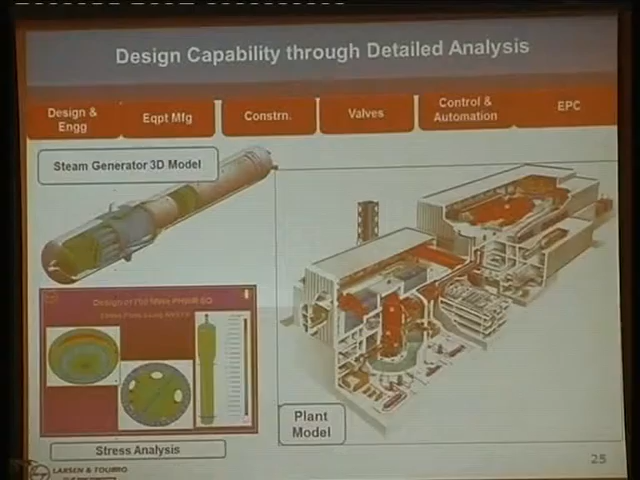 Design Capability through Detailed Analysis
Design &
Engg
Eqpt Mfg
Constrn.
Valves
Control &
Automation
EPC
Steam Generator 3D Model
Stress Analysis
Plant
Model
25
LARSEN & TOUBRO